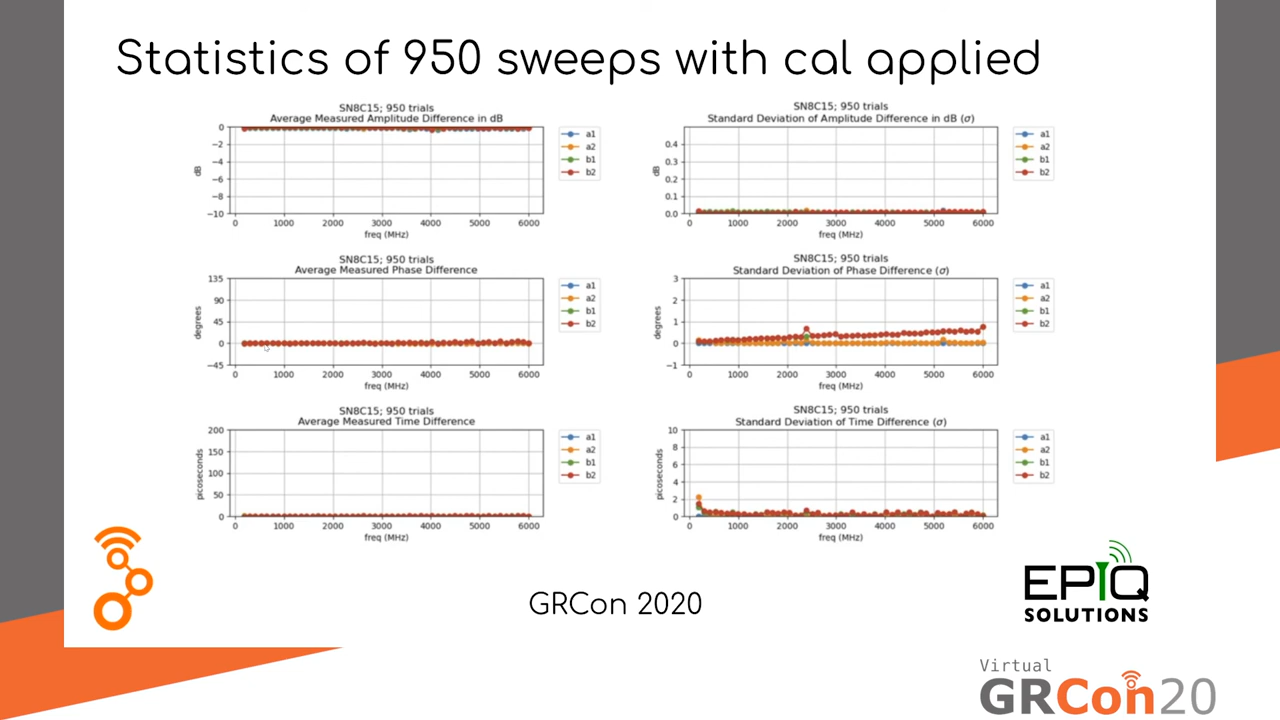 Statistics of 950 sweeps with cal applied
SN8C15; 950 trials
Average Measured Amplitude Difference in dB
0
−2
−4
−6
−8
−10
dB
0 1000 2000 3000 4000 5000 6000
freq (MHz)
a1
a2
b1
b2
SN8C15; 950 trials
Standard Deviation of Amplitude Difference in dB (σ)
0.4
0.3
0.2
0.1
0.0
dB
0 1000 2000 3000 4000 5000 6000
freq (MHz)
a1
a2
b1
b2
SN8C15; 950 trials
Average Measured Phase Difference
135
90
45
0
−45
degrees
0 1000 2000 3000 4000 5000 6000
freq (MHz)
a1
a2
b1
b2
SN8C15; 950 trials
Standard Deviation of Phase Difference (σ)
3
2
1
0
−1
degrees
0 1000 2000 3000 4000 5000 6000
freq (MHz)
a1
a2
b1
b2
SN8C15; 950 trials
Average Measured Time Difference
200
150
100
50
0
picoseconds
0 1000 2000 3000 4000 5000 6000
freq (MHz)
a1
a2
b1
b2
SN8C15; 950 trials
Standard Deviation of Time Difference (σ)
10
8
6
4
2
0
picoseconds
0 1000 2000 3000 4000 5000 6000
freq (MHz)
a1
a2
b1
b2
GRCon 2020
EPIQ
SOLUTIONS
Virtual
GRCon20